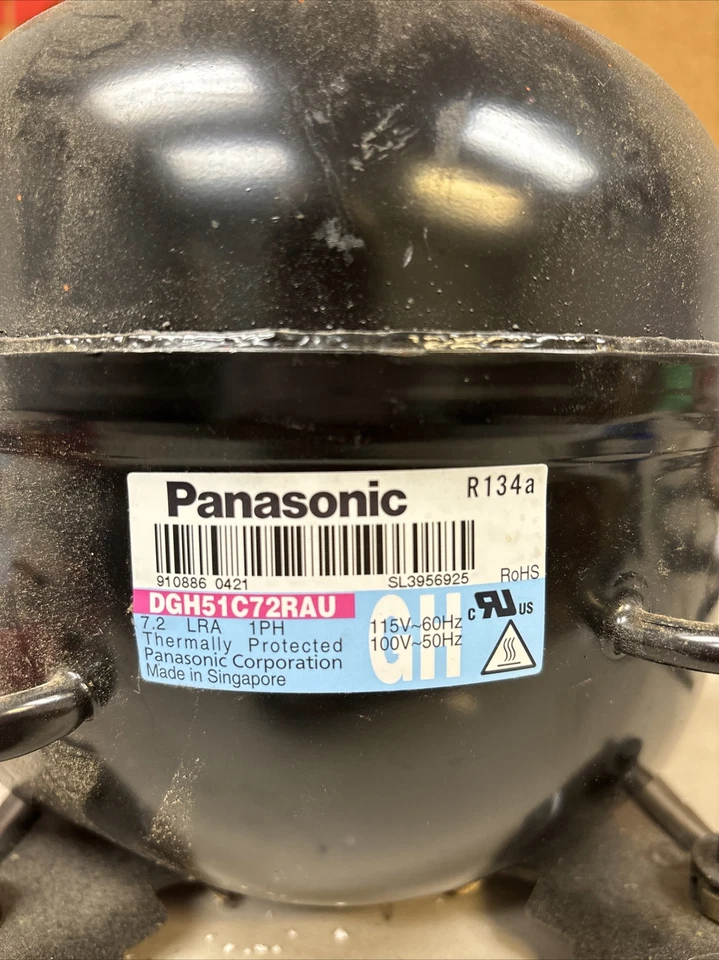 Panasonic R134a
910886 0421 SL3956925 RoHS
DGH51C72RAU
GH
c RU US
7.2 LRA 1PH 115V~60Hz
Thermally Protected 100V~50Hz
Panasonic Corporation
Made in Singapore